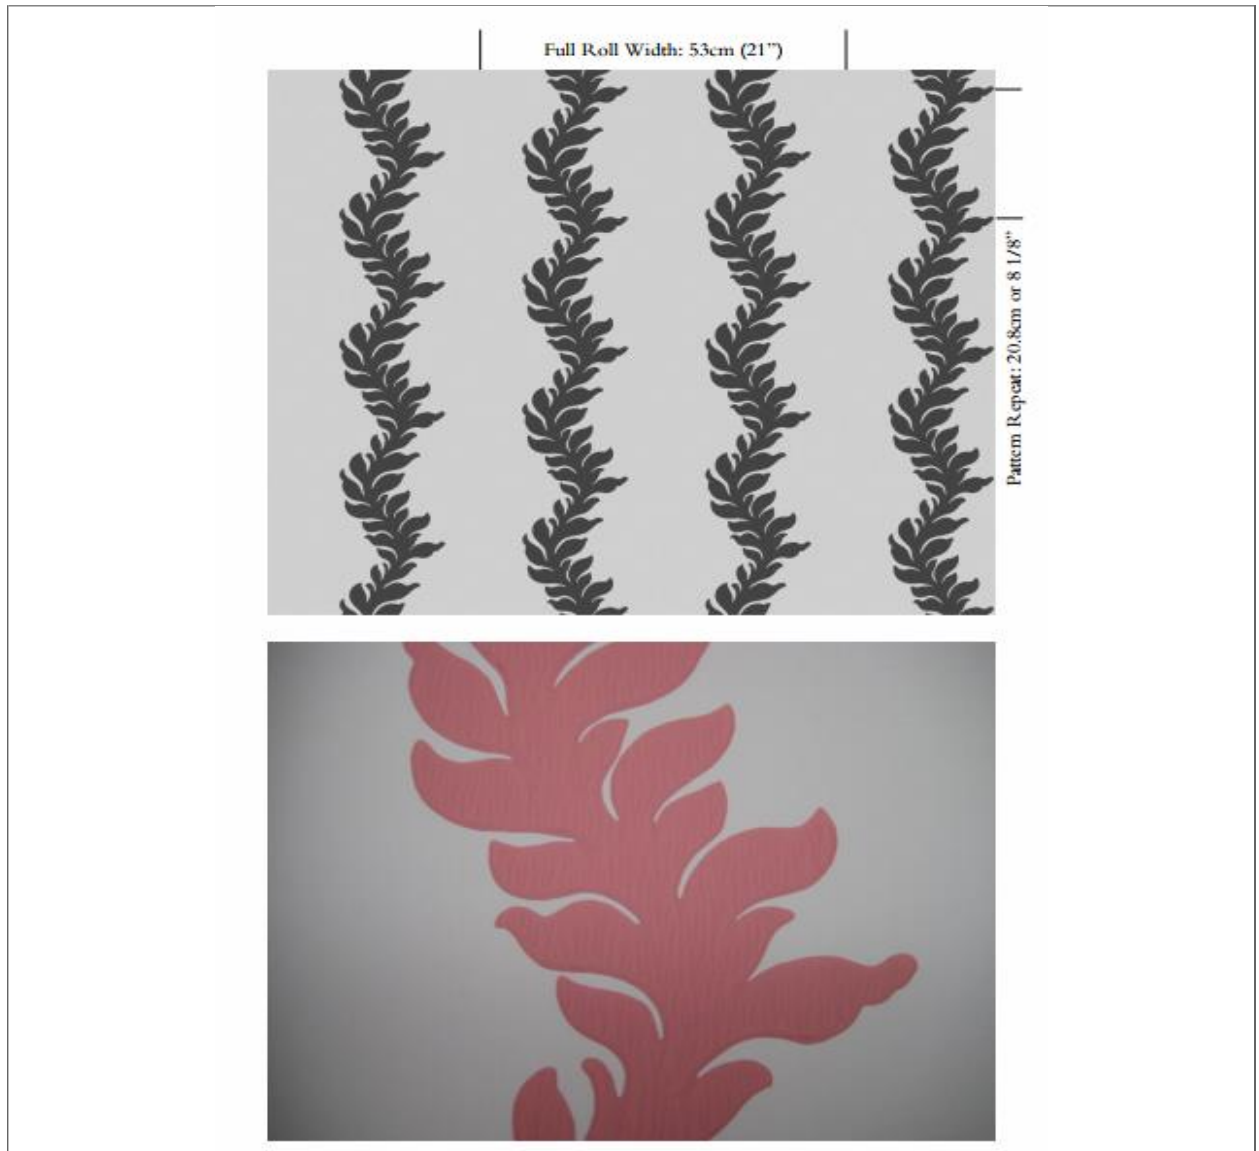 Full Roll Width: 53cm (21”)
Pattern Repeat: 20.8cm or 8 1/8”